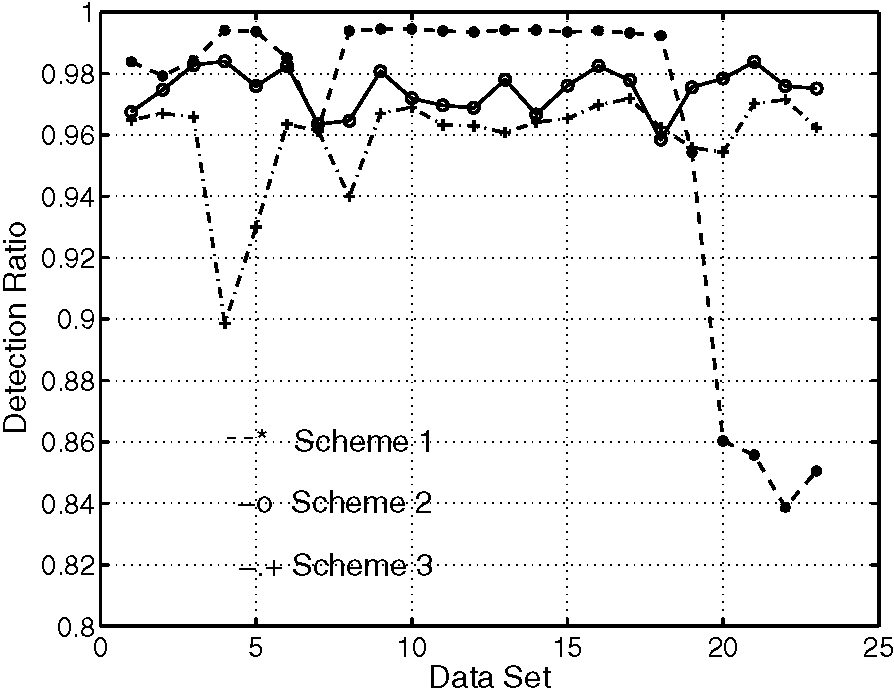 1
0.98
0.96
0.94
0.92
0.9
0.88
0.86
0.84
0.82
0.8
Detection Ratio
--* Scheme 1
–o Scheme 2
–.+ Scheme 3
0 5 10 15 20 25
Data Set